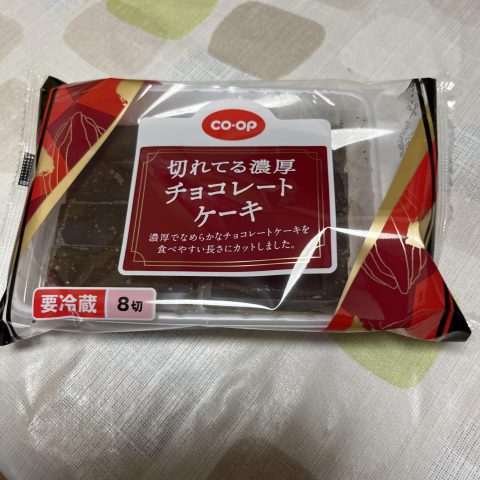 CO・OP
切れてる濃厚
チョコレート
ケーキ
濃厚でなめらかなチョコレートケーキを
食べやすい長さにカットしました。
要冷蔵 8切